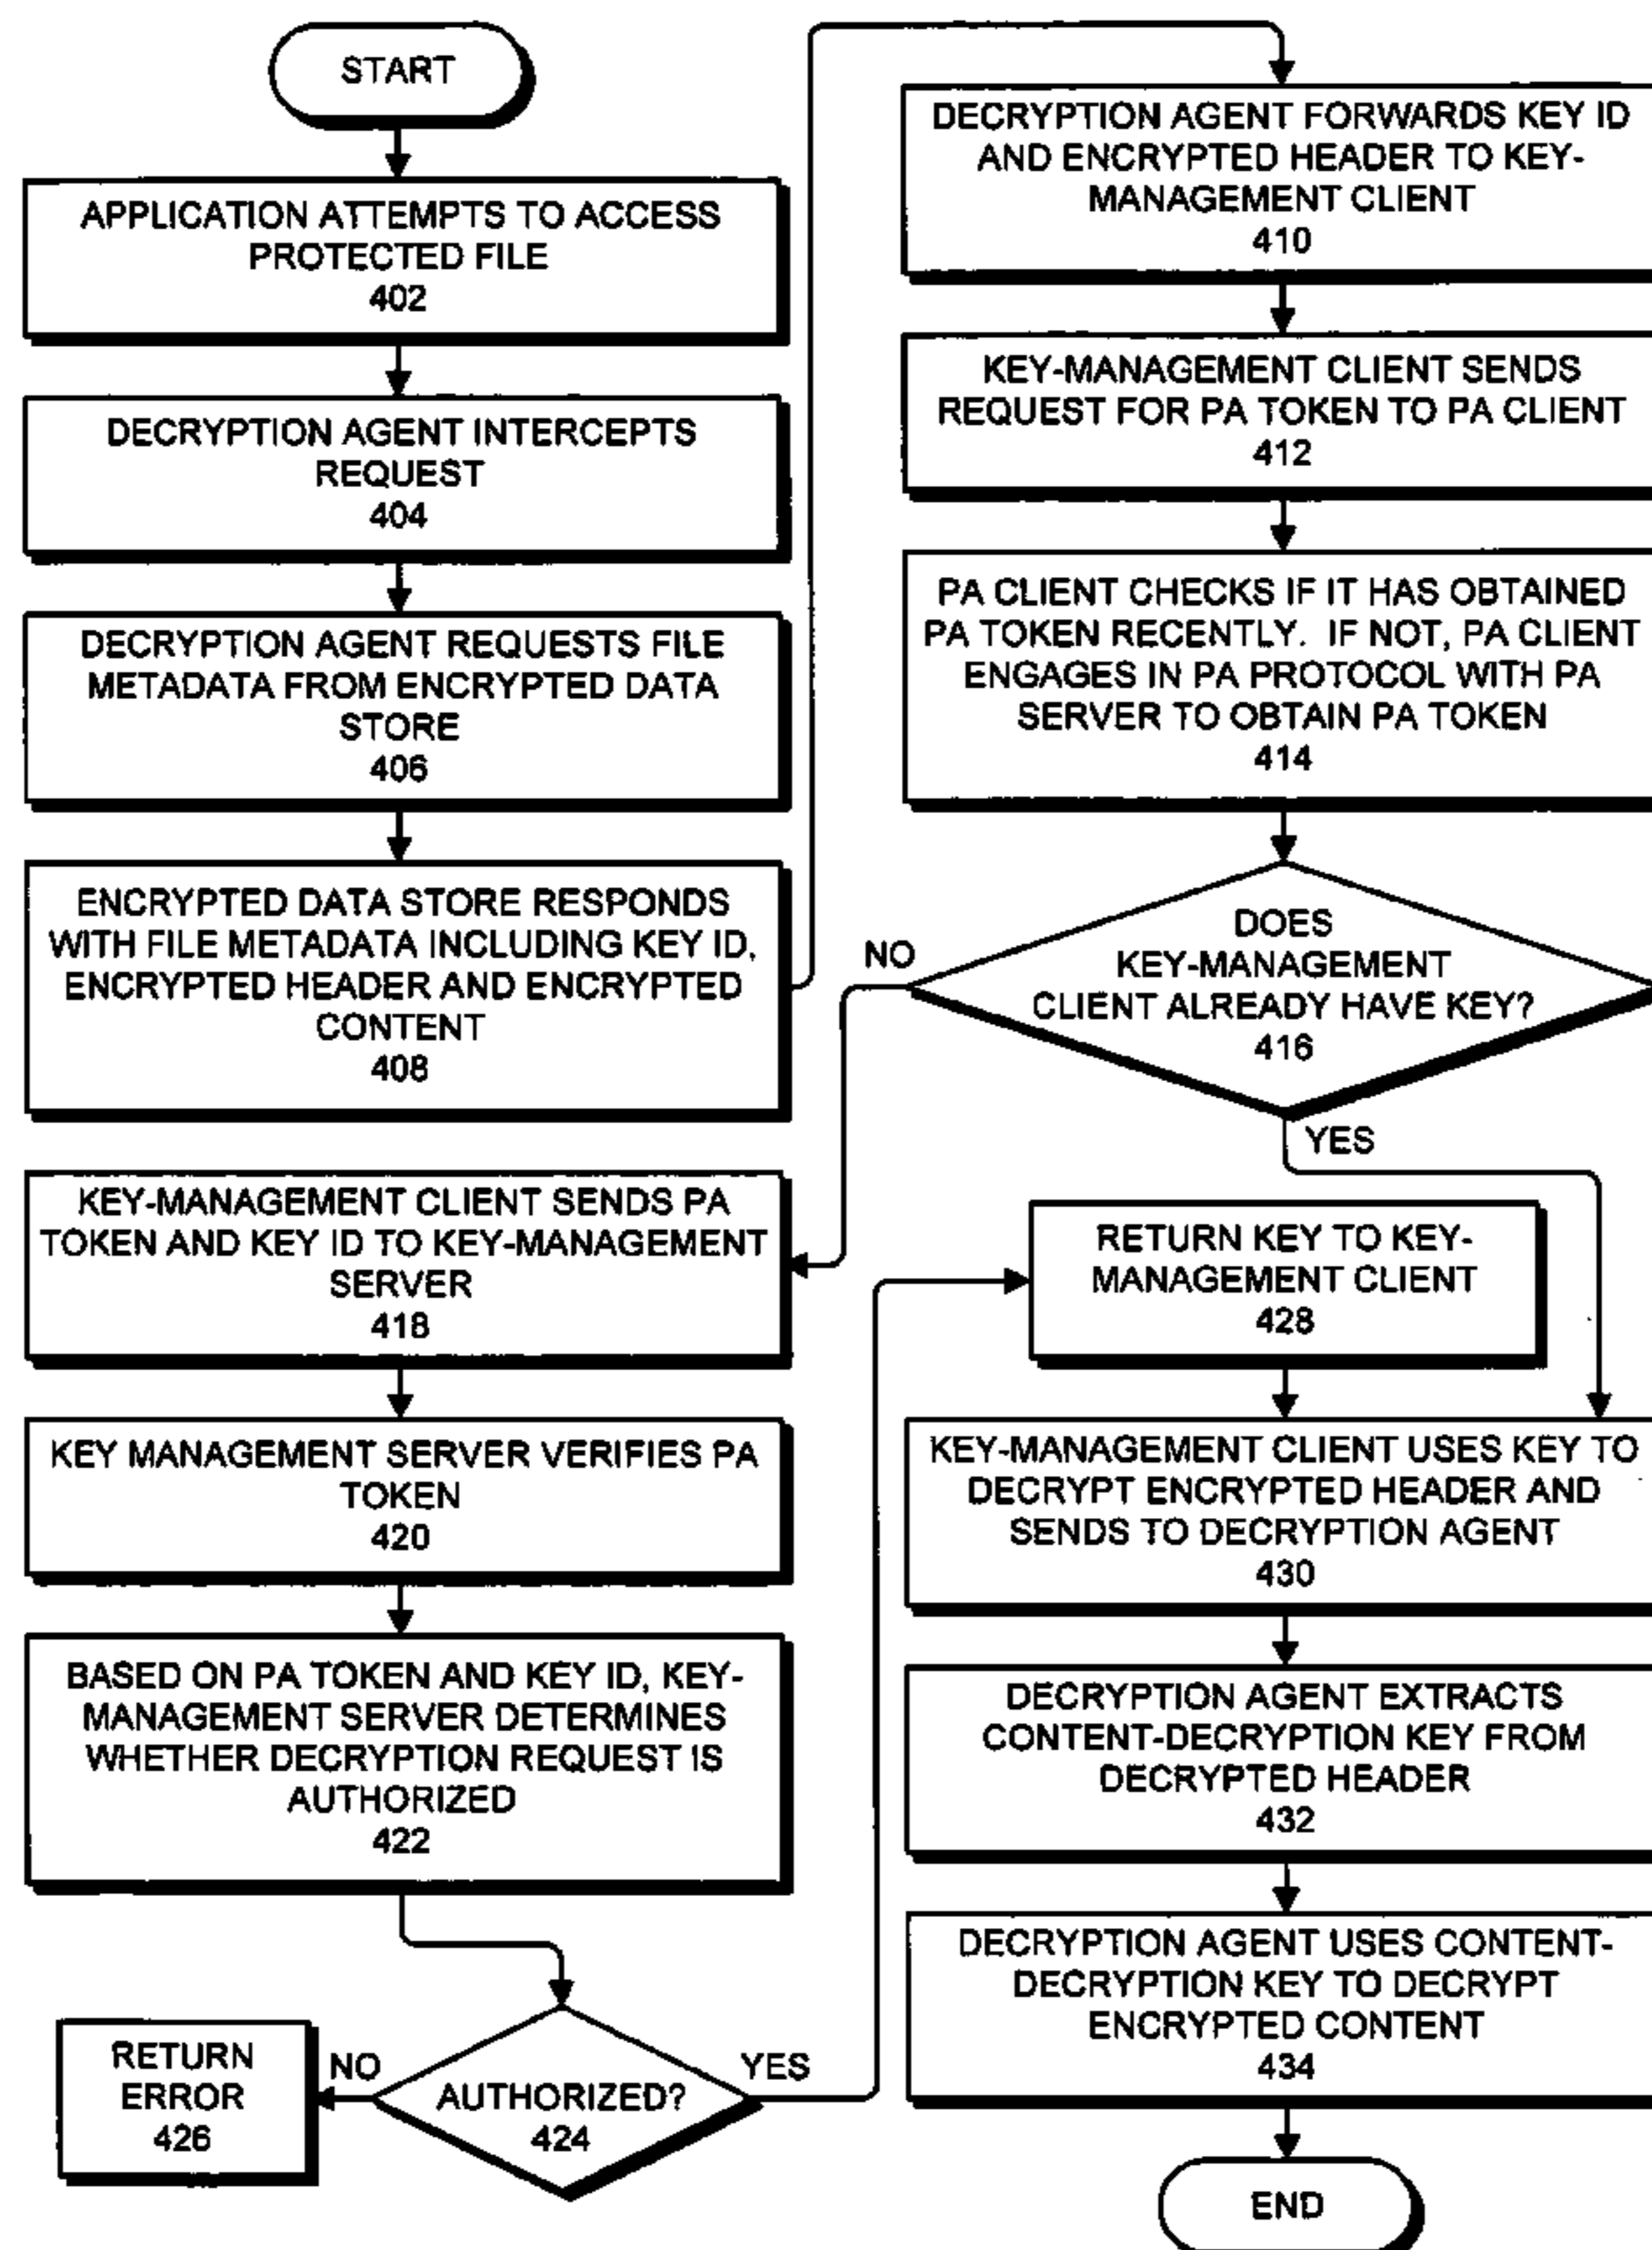 START
APPLICATION ATTEMPTS TO ACCESS
PROTECTED FILE
402
DECRYPTION AGENT INTERCEPTS
REQUEST
404
DECRYPTION AGENT REQUESTS FILE
METADATA FROM ENCRYPTED DATA
STORE
406
ENCRYPTED DATA STORE RESPONDS
WITH FILE METADATA INCLUDING KEY ID,
ENCRYPTED HEADER AND ENCRYPTED
CONTENT
408
DECRYPTION AGENT FORWARDS KEY ID
AND ENCRYPTED HEADER TO KEY-
MANAGEMENT CLIENT
410
KEY-MANAGEMENT CLIENT SENDS
REQUEST FOR PA TOKEN TO PA CLIENT
412
PA CLIENT CHECKS IF IT HAS OBTAINED
PA TOKEN RECENTLY. IF NOT, PA CLIENT
ENGAGES IN PA PROTOCOL WITH PA
SERVER TO OBTAIN PA TOKEN
414
DOES
KEY-MANAGEMENT
CLIENT ALREADY HAVE KEY?
416
NO
YES
KEY-MANAGEMENT CLIENT SENDS PA
TOKEN AND KEY ID TO KEY-MANAGEMENT
SERVER
418
KEY MANAGEMENT SERVER VERIFIES PA
TOKEN
420
BASED ON PA TOKEN AND KEY ID, KEY-
MANAGEMENT SERVER DETERMINES
WHETHER DECRYPTION REQUEST IS
AUTHORIZED
422
AUTHORIZED?
424
NO
YES
RETURN
ERROR
426
RETURN KEY TO KEY-
MANAGEMENT CLIENT
428
KEY-MANAGEMENT CLIENT USES KEY TO
DECRYPT ENCRYPTED HEADER AND
SENDS TO DECRYPTION AGENT
430
DECRYPTION AGENT EXTRACTS
CONTENT-DECRYPTION KEY FROM
DECRYPTED HEADER
432
DECRYPTION AGENT USES CONTENT-
DECRYPTION KEY TO DECRYPT
ENCRYPTED CONTENT
434
END